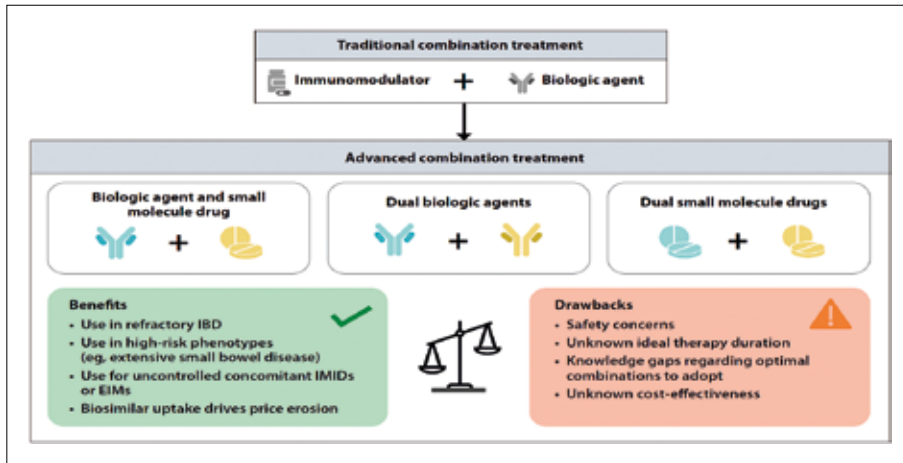 Traditional combination treatment
Immunomodulator + Biologic agent
Advanced combination treatment
Biologic agent and small
molecule drug
+
Dual biologic agents
+
Dual small molecule drugs
+
Benefits
• Use in refractory IBD
• Use in high-risk phenotypes
(eg, extensive small bowel disease)
• Use for uncontrolled concomitant IMIDs
or EIMs
• Biosimilar uptake drives price erosion
Drawbacks
• Safety concerns
• Unknown ideal therapy duration
• Knowledge gaps regarding optimal
combinations to adopt
• Unknown cost-effectiveness